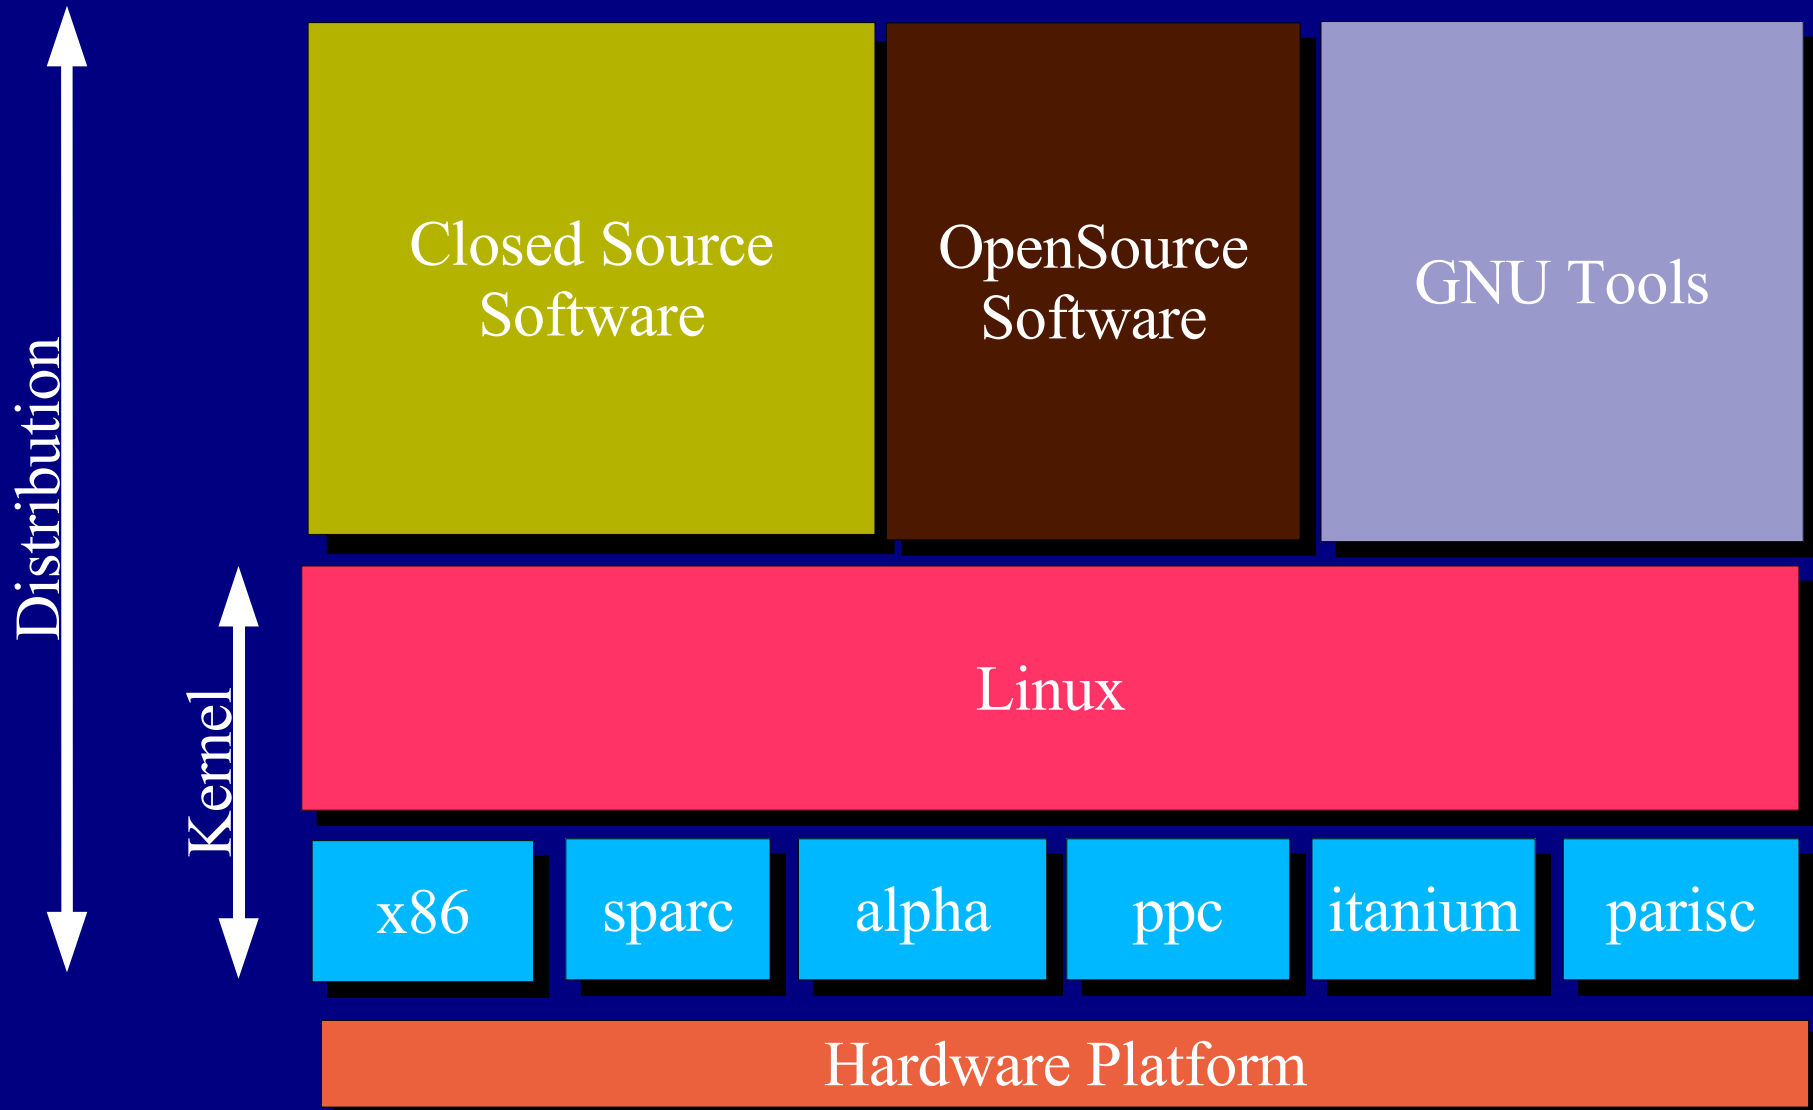 Closed Source
Software
OpenSource
Software
GNU Tools
Distribution
Linux
Kernel
x86
sparc
alpha
ppc
itanium
parisc
Hardware Platform